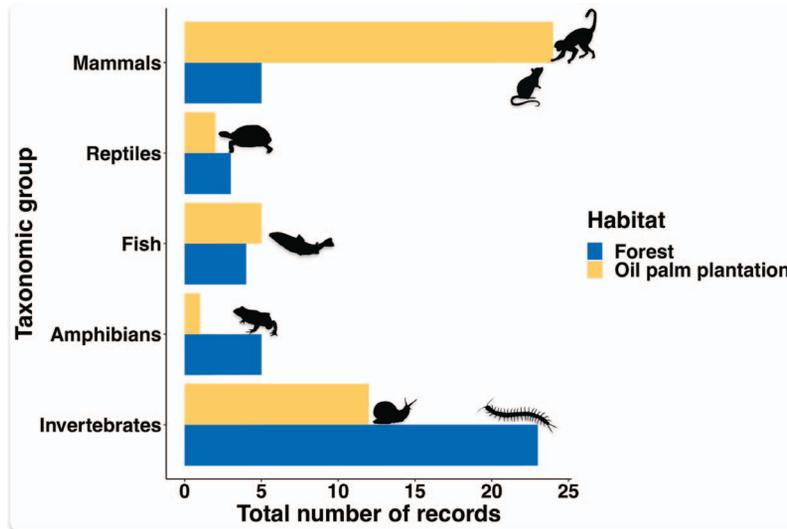 Taxonomic group
Mammals
Reptiles
Fish
Amphibians
Invertebrates
0 5 10 15 20 25
Total number of records
Habitat
Forest
Oil palm plantation